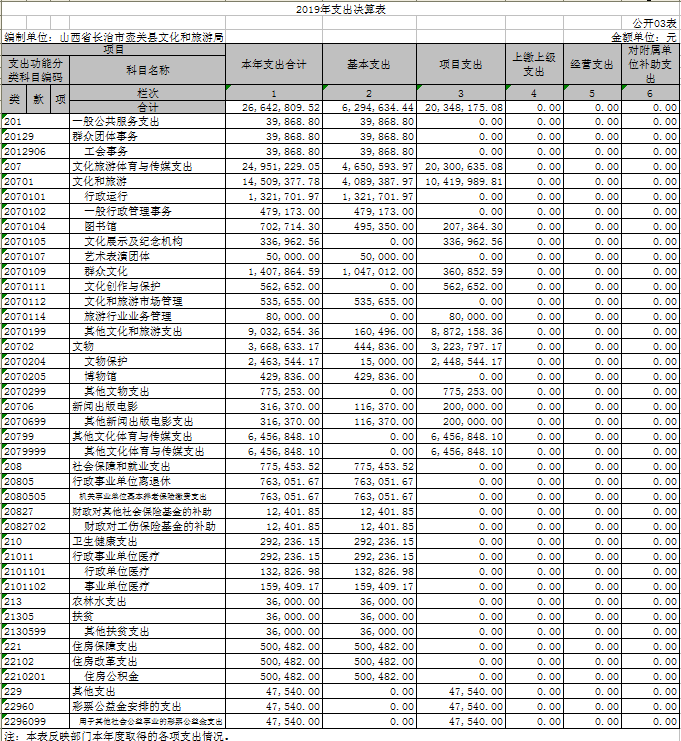 2019年支出决算表
公开03表
编制单位：山西省长治市壶关县文化和旅游局 金额单位：元
项目 本年支出合计 基本支出 项目支出 上缴上级支出 经营支出 对附属单位补助支出
支出功能分类科目编码 科目名称
类 款 项 栏次 1 2 3 4 5 6
合计 26,642,809.52 6,294,634.44 20,348,175.08 0.00 0.00 0.00
201 一般公共服务支出 39,868.80 39,868.80 0.00 0.00 0.00 0.00
20129 群众团体事务 39,868.80 39,868.80 0.00 0.00 0.00 0.00
2012906 工会事务 39,868.80 39,868.80 0.00 0.00 0.00 0.00
207 文化旅游体育与传媒支出 24,951,229.05 4,650,593.97 20,300,635.08 0.00 0.00 0.00
20701 文化和旅游 14,509,377.78 4,089,387.97 10,419,989.81 0.00 0.00 0.00
2070101 行政运行 1,321,701.97 1,321,701.97 0.00 0.00 0.00 0.00
2070102 一般行政管理事务 479,173.00 479,173.00 0.00 0.00 0.00 0.00
2070104 图书馆 702,714.30 495,350.00 207,364.30 0.00 0.00 0.00
2070105 文化展示及纪念机构 336,962.56 0.00 336,962.56 0.00 0.00 0.00
2070107 艺术表演团体 50,000.00 50,000.00 0.00 0.00 0.00 0.00
2070109 群众文化 1,407,864.59 1,047,012.00 360,852.59 0.00 0.00 0.00
2070111 文化创作与保护 562,652.00 0.00 562,652.00 0.00 0.00 0.00
2070112 文化和旅游市场管理 535,655.00 535,655.00 0.00 0.00 0.00 0.00
2070114 旅游行业业务管理 80,000.00 0.00 80,000.00 0.00 0.00 0.00
2070199 其他文化和旅游支出 9,032,654.36 160,496.00 8,872,158.36 0.00 0.00 0.00
20702 文物 3,668,633.17 444,836.00 3,223,797.17 0.00 0.00 0.00
2070204 文物保护 2,463,544.17 15,000.00 2,448,544.17 0.00 0.00 0.00
2070205 博物馆 429,836.00 429,836.00 0.00 0.00 0.00 0.00
2070299 其他文物支出 775,253.00 0.00 775,253.00 0.00 0.00 0.00
20706 新闻出版电影 316,370.00 116,370.00 200,000.00 0.00 0.00 0.00
2070699 其他新闻出版电影支出 316,370.00 116,370.00 200,000.00 0.00 0.00 0.00
20799 其他文化体育与传媒支出 6,456,848.10 0.00 6,456,848.10 0.00 0.00 0.00
2079999 其他文化体育与传媒支出 6,456,848.10 0.00 6,456,848.10 0.00 0.00 0.00
208 社会保障和就业支出 775,453.52 775,453.52 0.00 0.00 0.00 0.00
20805 行政事业单位离退休 763,051.67 763,051.67 0.00 0.00 0.00 0.00
2080505 机关事业单位基本养老保险缴费支出 763,051.67 763,051.67 0.00 0.00 0.00 0.00
20827 财政对其他社会保险基金的补助 12,401.85 12,401.85 0.00 0.00 0.00 0.00
2082702 财政对工伤保险基金的补助 12,401.85 12,401.85 0.00 0.00 0.00 0.00
210 卫生健康支出 292,236.15 292,236.15 0.00 0.00 0.00 0.00
21011 行政事业单位医疗 292,236.15 292,236.15 0.00 0.00 0.00 0.00
2101101 行政单位医疗 132,826.98 132,826.98 0.00 0.00 0.00 0.00
2101102 事业单位医疗 159,409.17 159,409.17 0.00 0.00 0.00 0.00
213 农林水支出 36,000.00 36,000.00 0.00 0.00 0.00 0.00
21305 扶贫 36,000.00 36,000.00 0.00 0.00 0.00 0.00
2130599 其他扶贫支出 36,000.00 36,000.00 0.00 0.00 0.00 0.00
221 住房保障支出 500,482.00 500,482.00 0.00 0.00 0.00 0.00
22102 住房改革支出 500,482.00 500,482.00 0.00 0.00 0.00 0.00
2210201 住房公积金 500,482.00 500,482.00 0.00 0.00 0.00 0.00
229 其他支出 47,540.00 0.00 47,540.00 0.00 0.00 0.00
22960 彩票公益金安排的支出 47,540.00 0.00 47,540.00 0.00 0.00 0.00
2296099 用于其他社会公益事业的彩票公益金支出 47,540.00 0.00 47,540.00 0.00 0.00 0.00
注：本表反映部门本年度取得的各项支出情况。